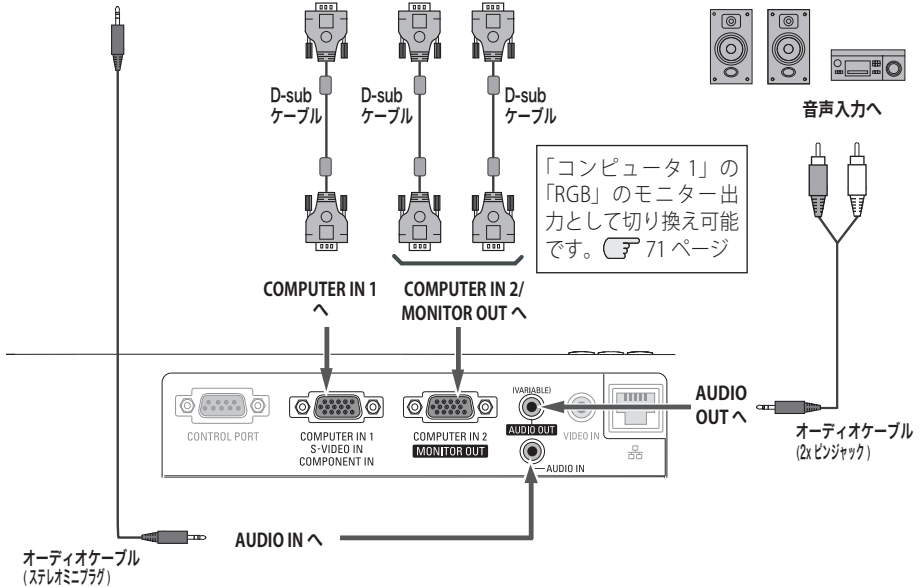 D-sub
ケーブル
D-sub
ケーブル
D-sub
ケーブル
音声入力へ
「コンピュータ1」の
「RGB」のモニター出
力として切り換え可能
です。 71 ページ
COMPUTER IN 1
へ
COMPUTER IN 2/
MONITOR OUT へ
CONTROL PORT
COMPUTER IN 1
S-VIDEO IN
COMPONENT IN
COMPUTER IN 2
MONITOR OUT
(VARIABLE)
AUDIO OUT
VIDEO IN
AUDIO IN
AUDIO
OUT へ
オーディオケーブル
(2x ピンジャック)
AUDIO IN へ
オーディオケーブル
(ステレオミニプラグ)